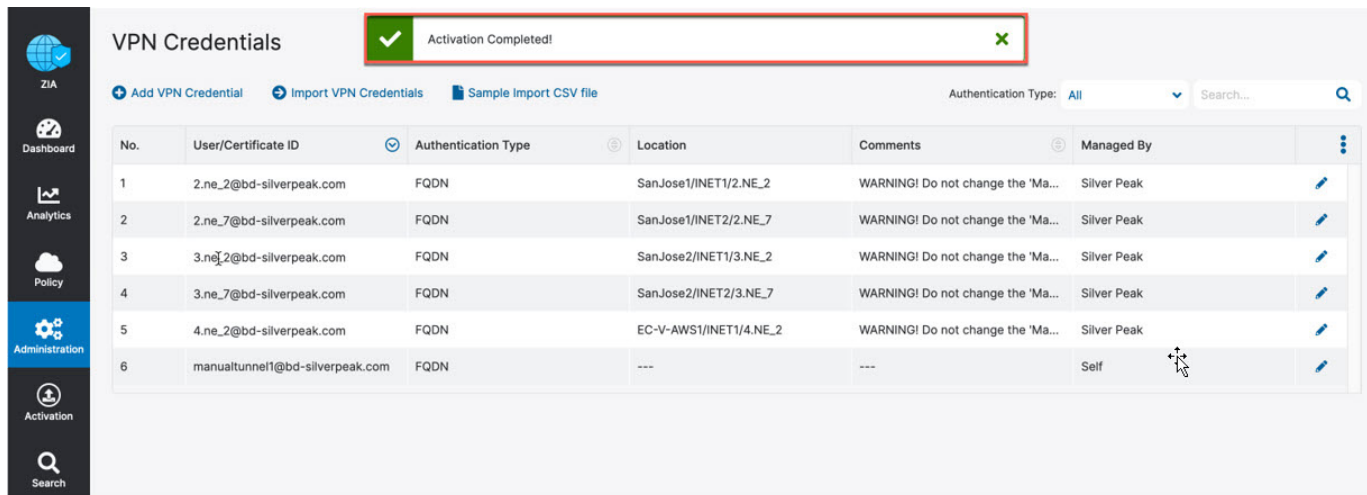 VPN Credentials
Activation Completed!
ZIA
Add VPN Credential Import VPN Credentials Sample Import CSV file Authentication Type: All Search...
Dashboard
No. User/Certificate ID Authentication Type Location Comments Managed By
1 2.ne_2@bd-silverpeak.com FQDN SanJose1/INET1/2.NE_2 WARNING! Do not change the 'Ma... Silver Peak
Analytics
2 2.ne_7@bd-silverpeak.com FQDN SanJose1/INET2/2.NE_7 WARNING! Do not change the 'Ma... Silver Peak
3 3.ne_2@bd-silverpeak.com FQDN SanJose2/INET1/3.NE_2 WARNING! Do not change the 'Ma... Silver Peak
Policy
4 3.ne_7@bd-silverpeak.com FQDN SanJose2/INET2/3.NE_7 WARNING! Do not change the 'Ma... Silver Peak
5 4.ne_2@bd-silverpeak.com FQDN EC-V-AWS1/INET1/4.NE_2 WARNING! Do not change the 'Ma... Silver Peak
Administration
6 manualtunnel1@bd-silverpeak.com FQDN --- --- Self
Activation
Search